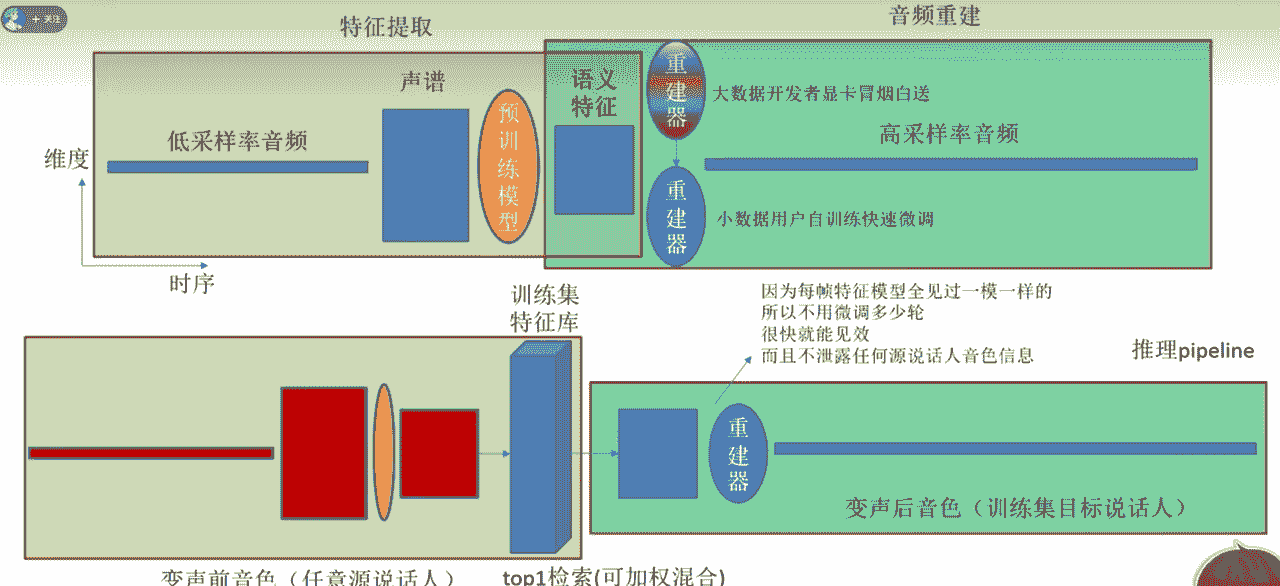 + 关注
特征提取
音频重建
声谱
语义
特征
预训练模型
重建器
大数据开发者显卡冒烟白送
低采样率音频
高采样率音频
维度
重建器
小数据用户自训练快速微调
时序
训练集
特征库
因为每帧特征模型全见过一模一样的
所以不用微调多少轮
很快就能见效
而且不泄露任何源说话人音色信息
推理pipeline
重建器
变声后音色（训练集目标说话人）
变声前音色（任意源说话人）
top1检索(可加权混合)